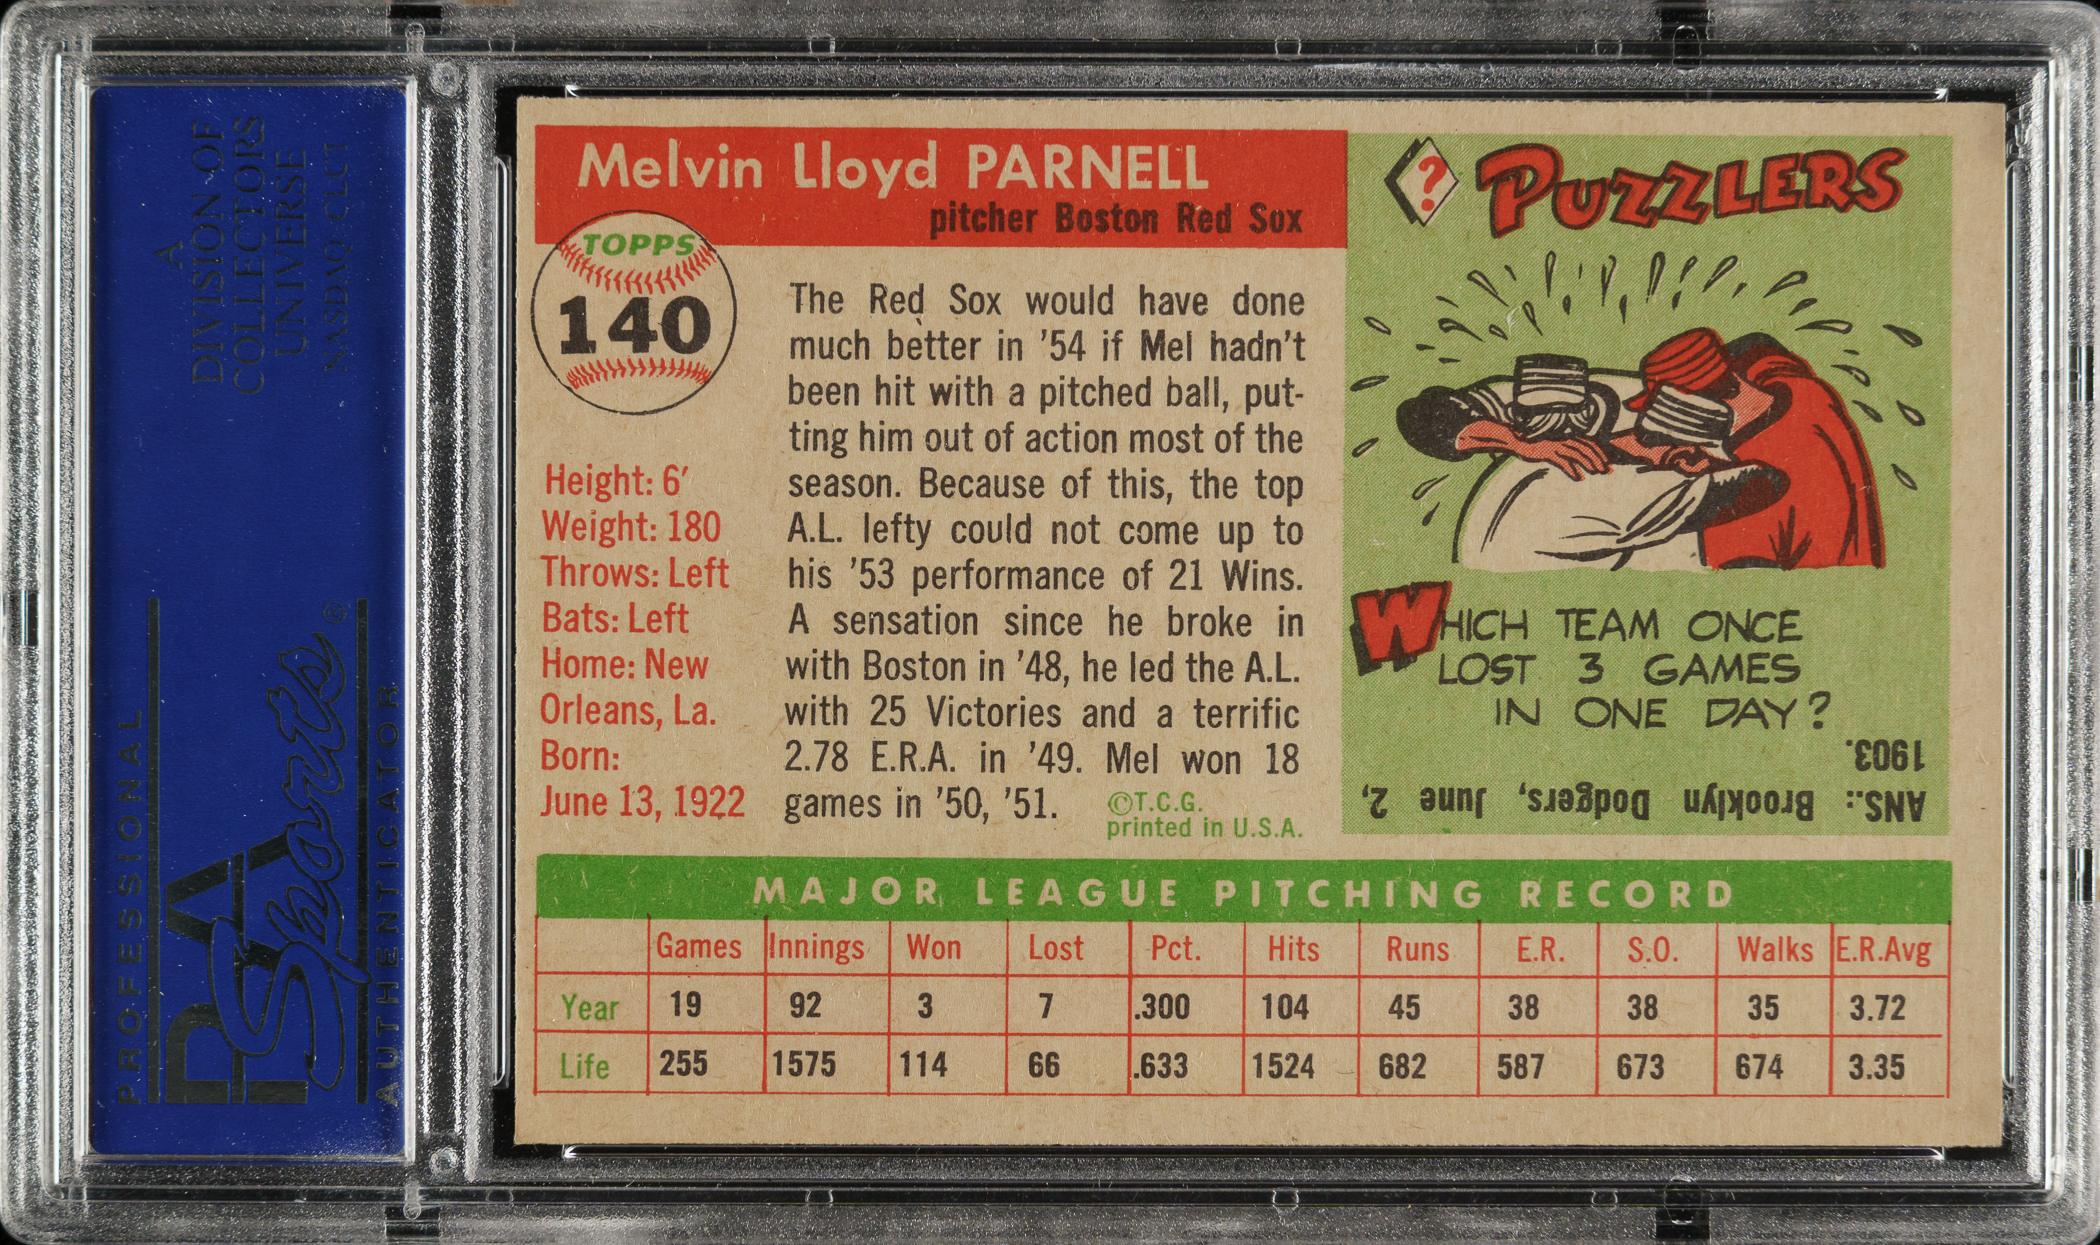 A
DIVISION OF
COLLECTORS
UNIVERSE
NASDAQ: CLCT
PROFESSIONAL
PSA
Sports®
AUTHENTICATOR
Melvin Lloyd PARNELL
pitcher Boston Red Sox
TOPPS
140
Height: 6′
Weight: 180
Throws: Left
Bats: Left
Home: New
Orleans, La.
Born:
June 13, 1922
The Red Sox would have done
much better in '54 if Mel hadn't
been hit with a pitched ball, put-
ting him out of action most of the
season. Because of this, the top
A.L. lefty could not come up to
his '53 performance of 21 Wins.
A sensation since he broke in
with Boston in '48, he led the A.L.
with 25 Victories and a terrific
2.78 E.R.A. in '49. Mel won 18
games in '50, '51.
©T.C.G.
printed in U.S.A.
? PUZZLERS
WHICH TEAM ONCE
LOST 3 GAMES
IN ONE DAY?
ANS.: Brooklyn Dodgers, June 2,
1903.
MAJOR LEAGUE PITCHING RECORD
Games Innings Won Lost Pct. Hits Runs E.R. S.O. Walks E.R.Avg
Year 19 92 3 7 .300 104 45 38 38 35 3.72
Life 255 1575 114 66 .633 1524 682 587 673 674 3.35